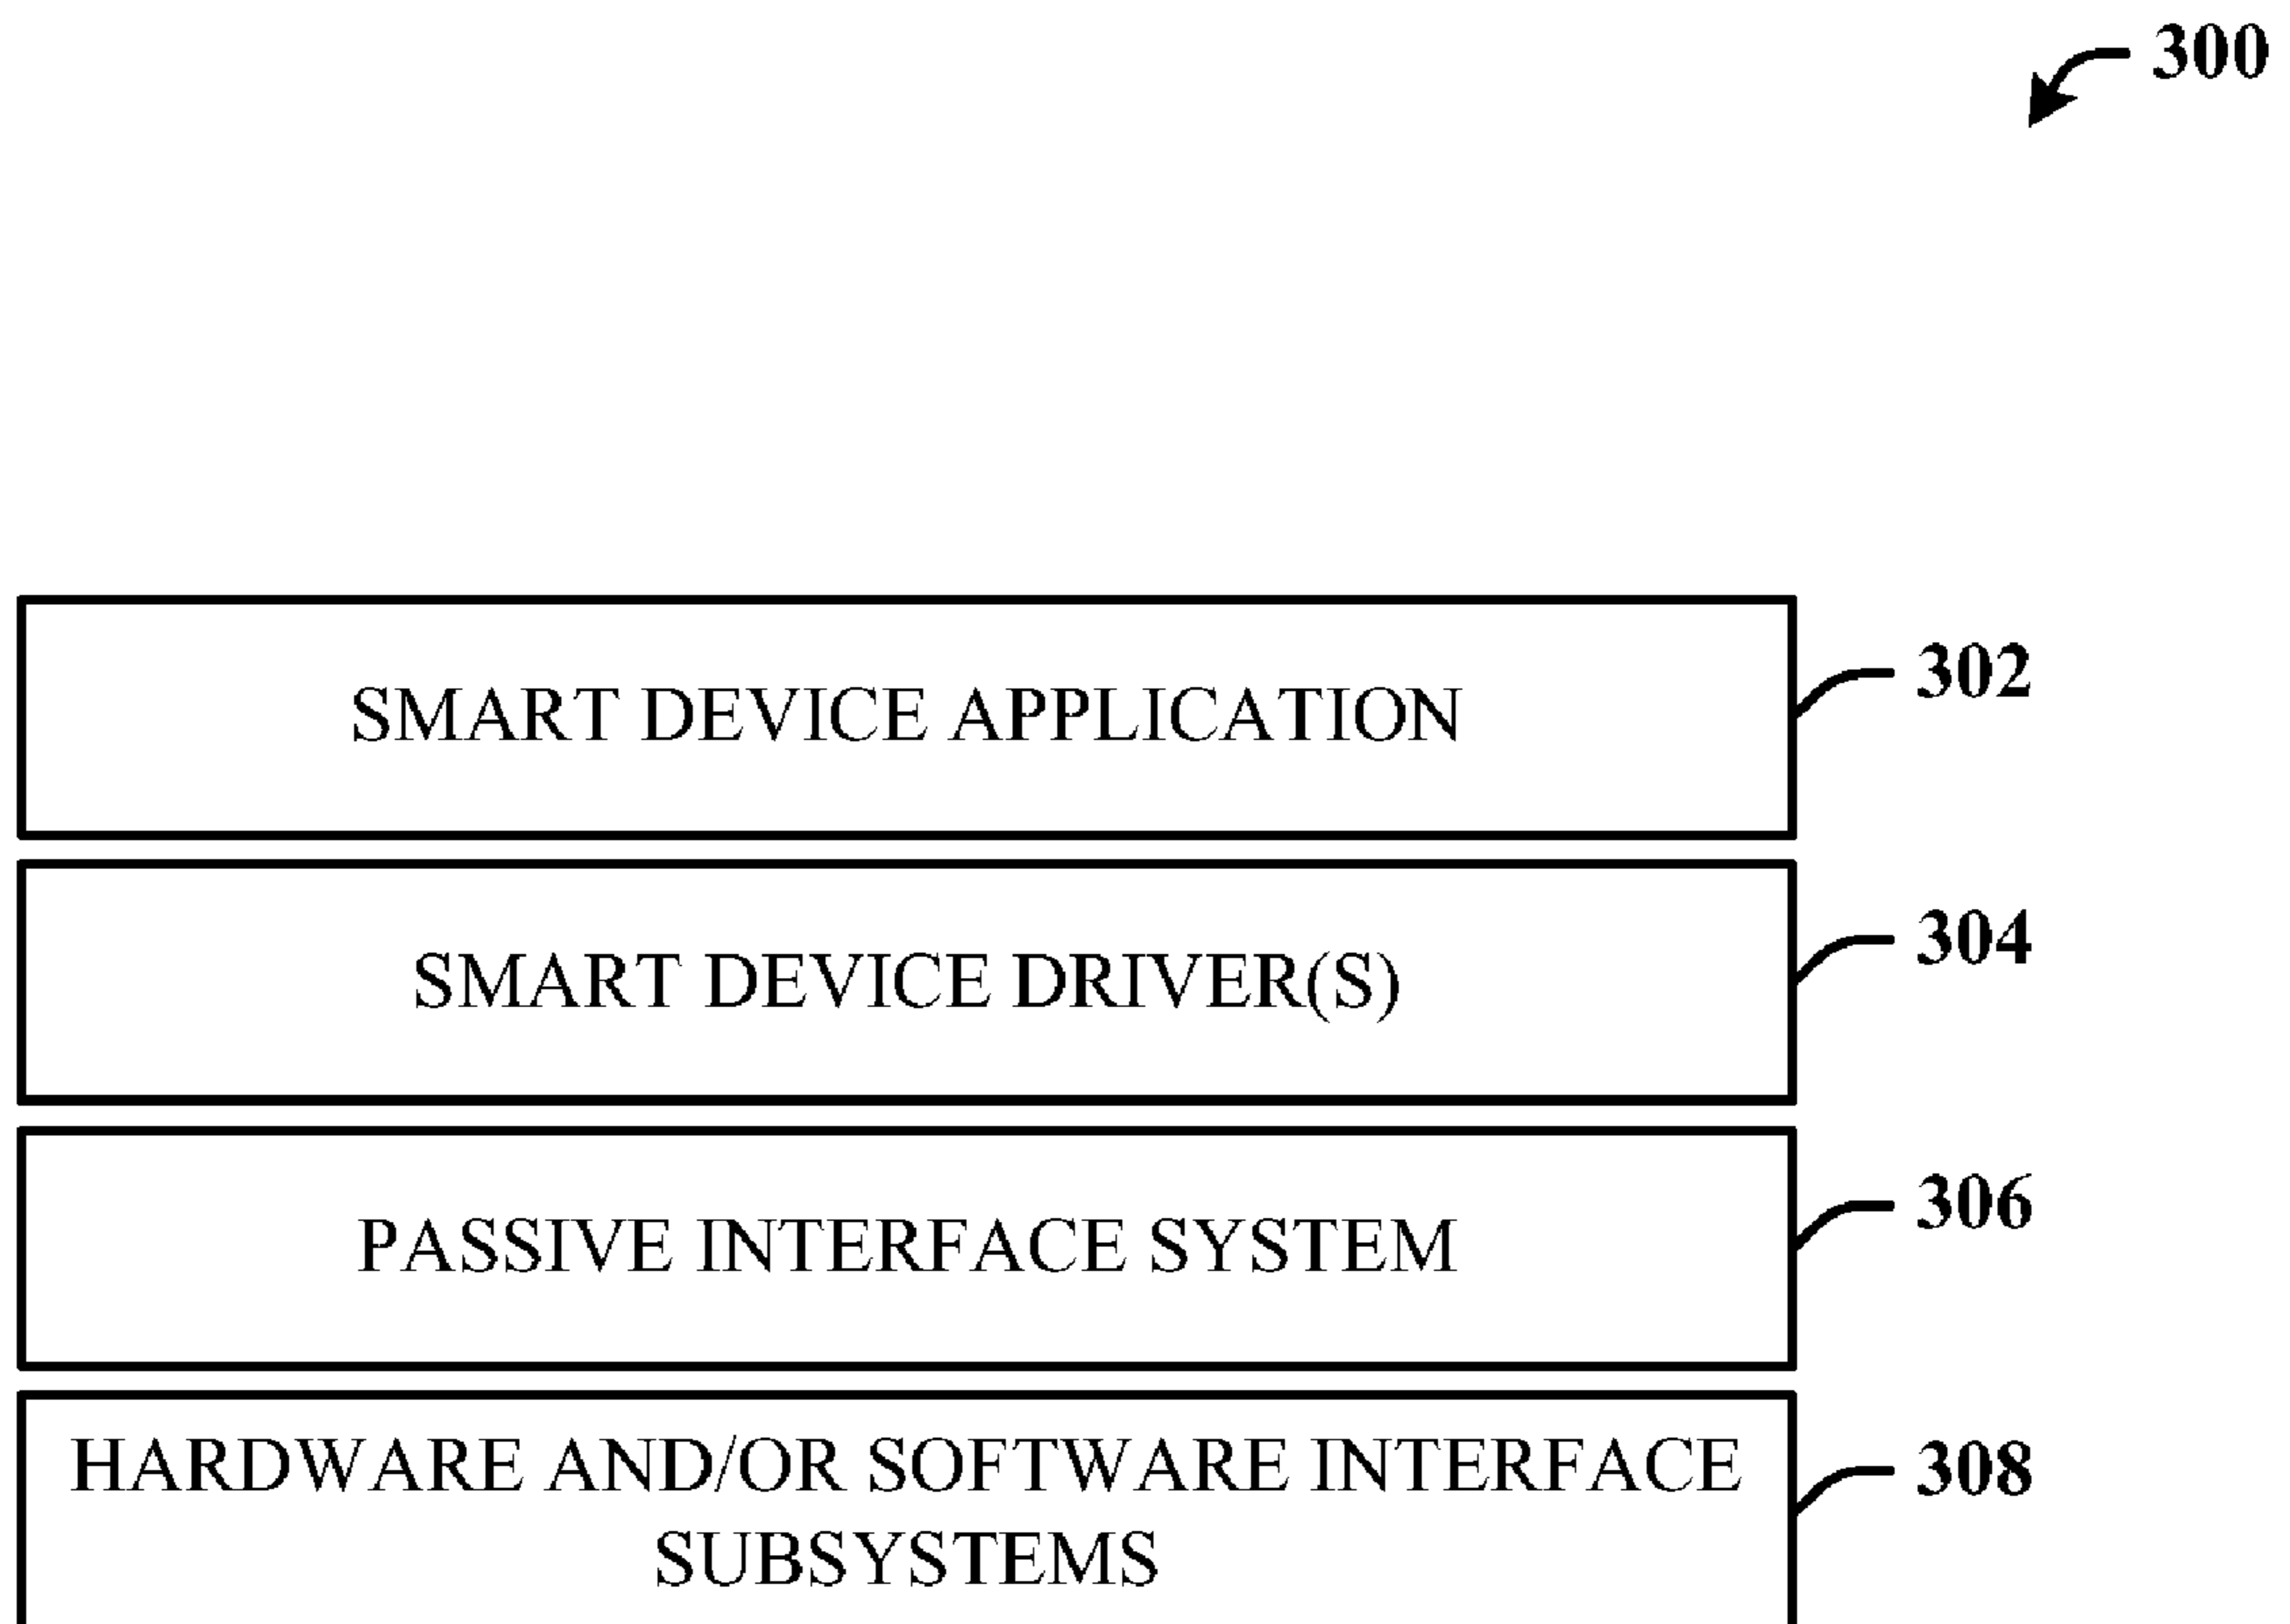 300
SMART DEVICE APPLICATION
302
SMART DEVICE DRIVER(S)
304
PASSIVE INTERFACE SYSTEM
306
HARDWARE AND/OR SOFTWARE INTERFACE
SUBSYSTEMS
308